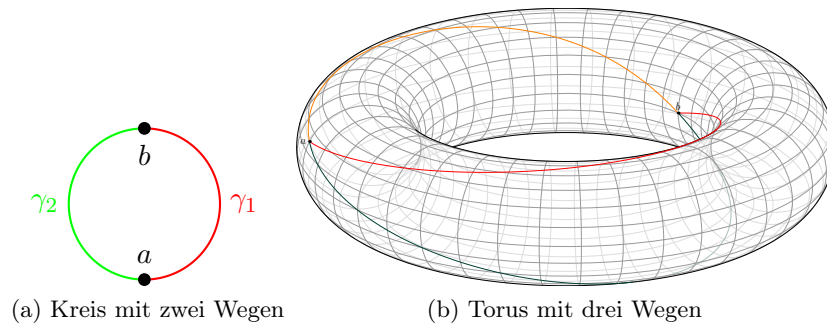 b
a
b
γ₂
γ₁
a
(a) Kreis mit zwei Wegen
(b) Torus mit drei Wegen